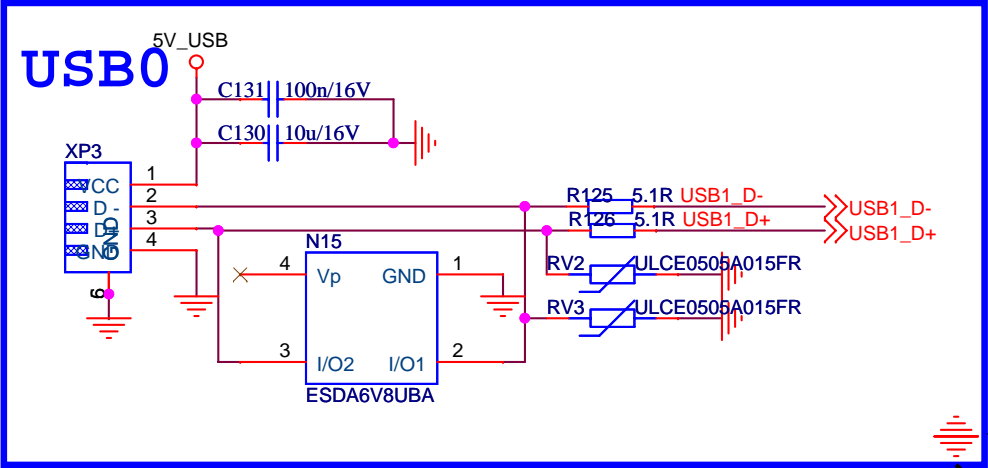 5V_USB
USB0
C131 100n/16V
C130 10u/16V
XP3
VCC 1
D - 2
D+ 3
GND 4
GND
6
R125 5.1R USB1_D-
USB1_D-
R126 5.1R USB1_D+
USB1_D+
N15
4 Vp GND 1
RV2 ULCE0505A015FR
RV3 ULCE0505A015FR
3 I/O2 I/O1 2
ESDA6V8UBA